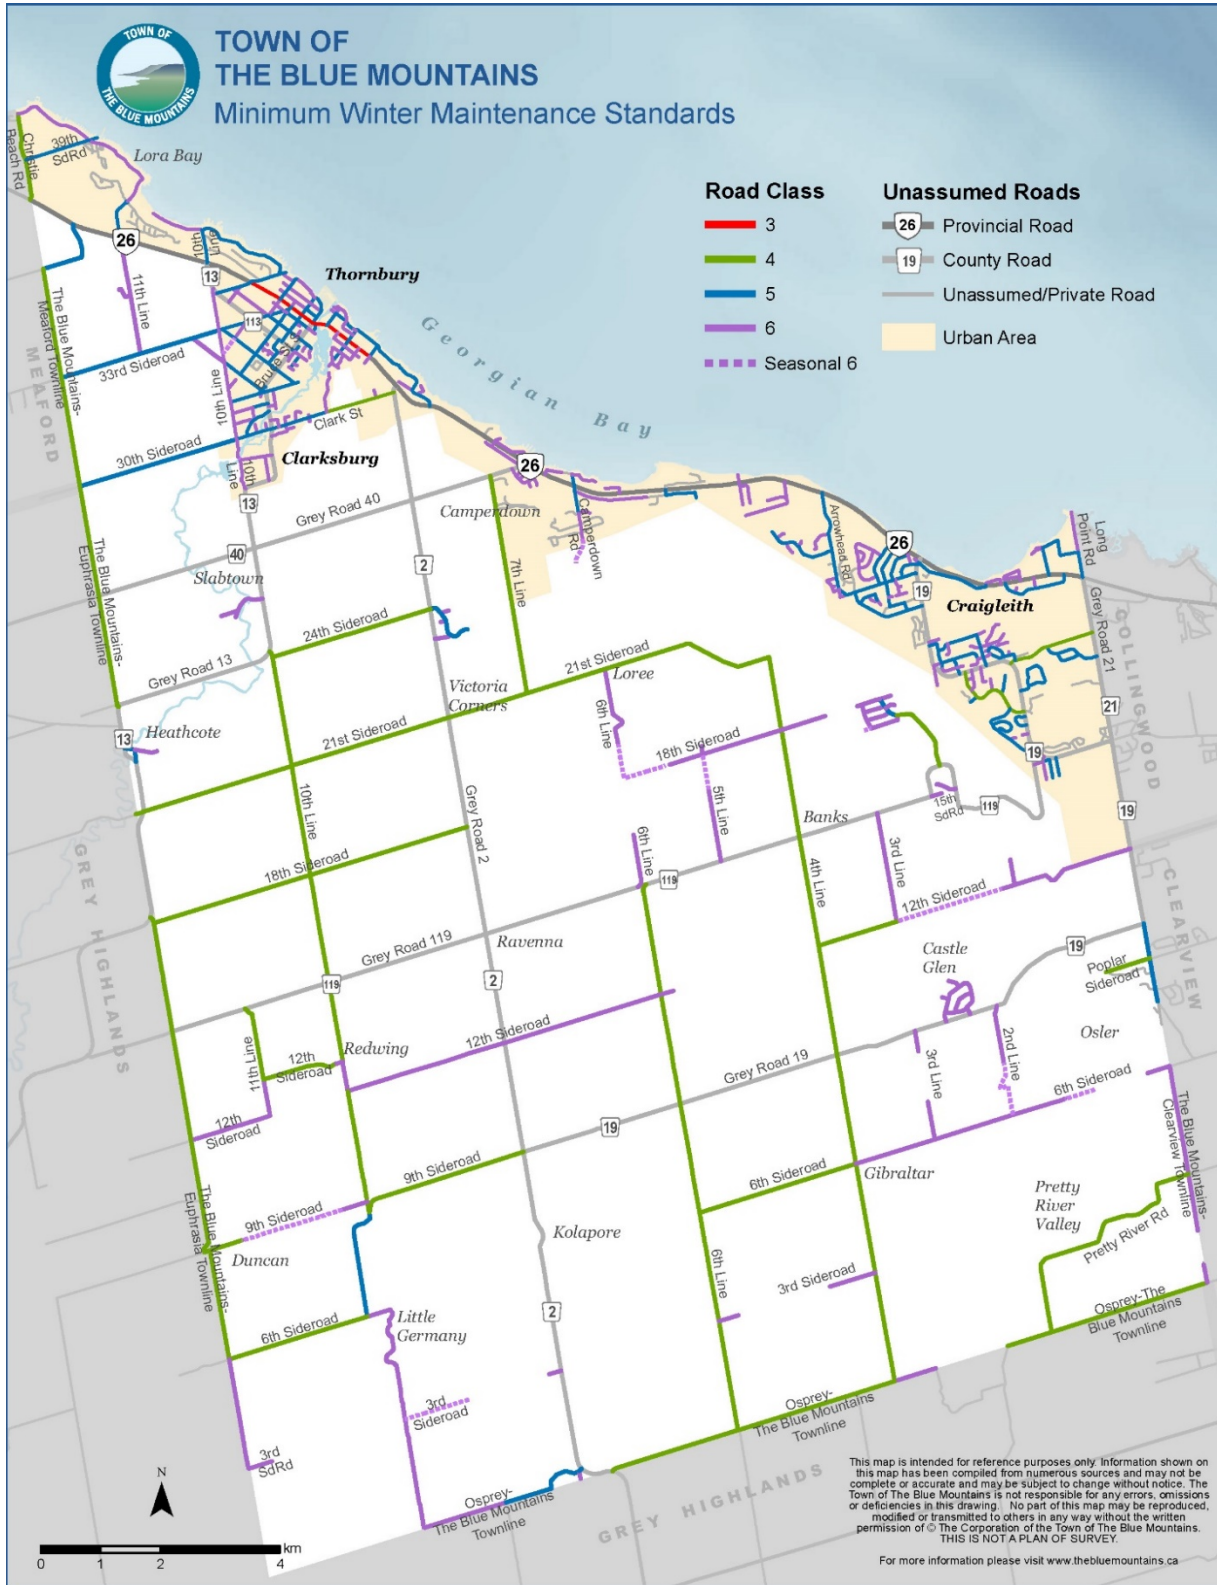 TOWN OF
THE BLUE MOUNTAINS
TOWN OF
THE BLUE MOUNTAINS
Minimum Winter Maintenance Standards
Road Class
3
4
5
6
Seasonal 6
Unassumed Roads
26 Provincial Road
19 County Road
Unassumed/Private Road
Urban Area
Christie
Beach Rd
39th
SdRd
Lora Bay
26
10th
Line
13
Thornbury
11th Line
113
Bruce St S
The Blue Mountains-
Meaford Townline
MEAFORD
33rd Sideroad
10th Line
30th Sideroad
Clark St
Clarksburg
10th
Line
13
Georgian Bay
26
Grey Road 40
Camperdown
Camperdown
Rd
40
Slabtown
2
7th Line
The Blue Mountains-
Euphrasia Townline
Arrowhead Rd
26
Long
Point Rd
19
Craigleith
Grey Road 21
COLLINGWOOD
24th Sideroad
Grey Road 13
21st Sideroad
Loree
Victoria
Corners
13
Heathcote
21st Sideroad
6th Line
18th Sideroad
21
19
10th Line
Grey Road 2
5th Line
Banks
15th
SdRd
119
19
GREY HIGHLANDS
18th Sideroad
6th Line
119
4th Line
3rd Line
12th Sideroad
CLEARVIEW
Grey Road 119
Ravenna
Castle
Glen
19
Poplar
Sideroad
119
2
12th Sideroad
Osler
11th Line
12th
Sideroad
Redwing
Grey Road 19
3rd Line
2nd Line
6th Sideroad
12th
Sideroad
19
The Blue Mountains-
Clearview Townline
9th Sideroad
6th Sideroad
Gibraltar
The Blue Mountains-
Euphrasia Townline
9th Sideroad
Duncan
Kolapore
Pretty
River
Valley
Pretty River Rd
6th Line
3rd Sideroad
6th Sideroad
Little
Germany
2
Osprey-The
Blue Mountains
Townline
3rd
Sideroad
Osprey-
The Blue Mountains
Townline
3rd
SdRd
Osprey-
The Blue Mountains
Townline
GREY HIGHLANDS
N
km
0 1 2 4
This map is intended for reference purposes only. Information shown on
this map has been compiled from numerous sources and may not be
complete or accurate and may be subject to change without notice. The
Town of The Blue Mountains is not responsible for any errors, omissions
or deficiencies in this drawing. No part of this map may be reproduced,
modified or transmitted to others in any way without the written
permission of © The Corporation of the Town of The Blue Mountains.
THIS IS NOT A PLAN OF SURVEY.
For more information please visit www.thebluemountains.ca